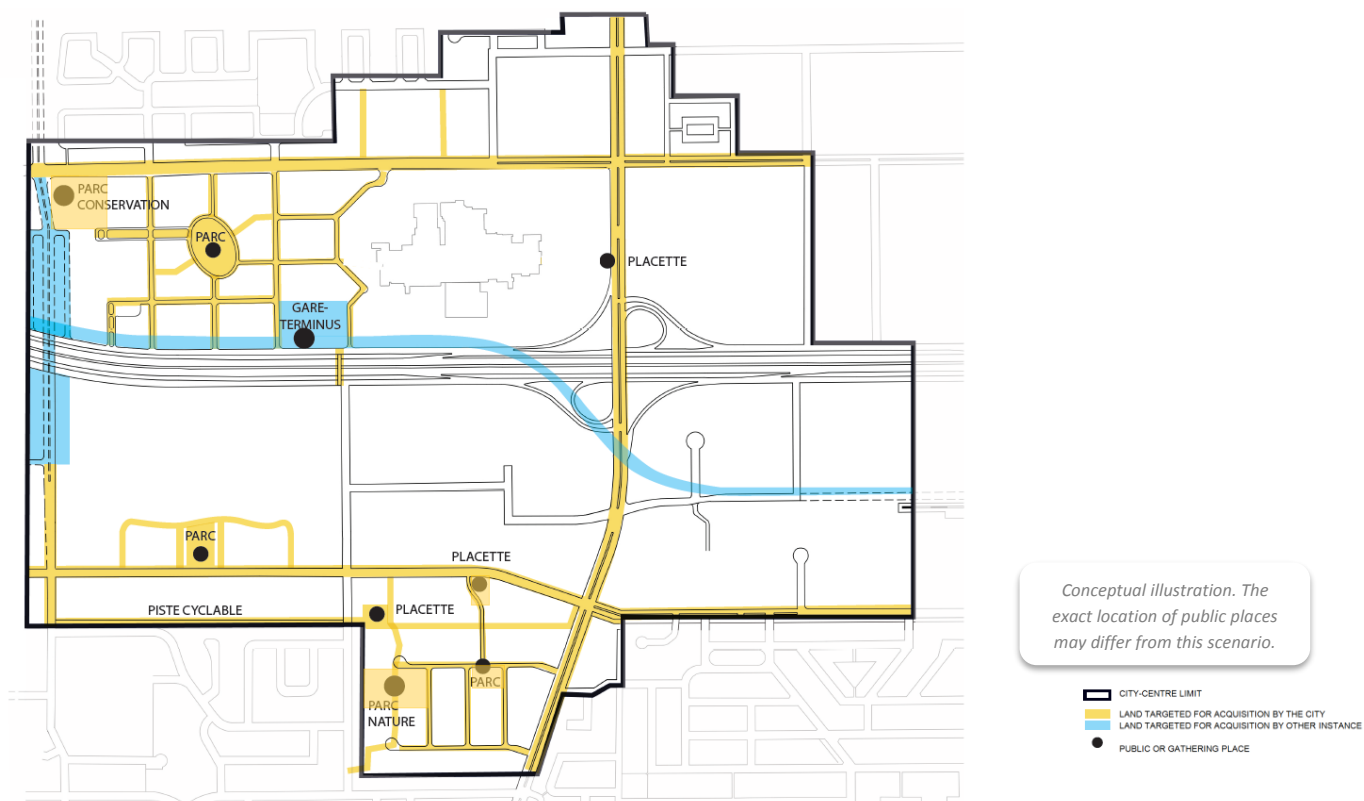 PARC
CONSERVATION
PARC
PLACETTE
GARE-
TERMINUS
PARC
PLACETTE
PISTE CYCLABLE
PLACETTE
PARC
PARC
NATURE
Conceptual illustration. The
exact location of public places
may differ from this scenario.
CITY-CENTRE LIMIT
LAND TARGETED FOR ACQUISITION BY THE CITY
LAND TARGETED FOR ACQUISITION BY OTHER INSTANCE
PUBLIC OR GATHERING PLACE